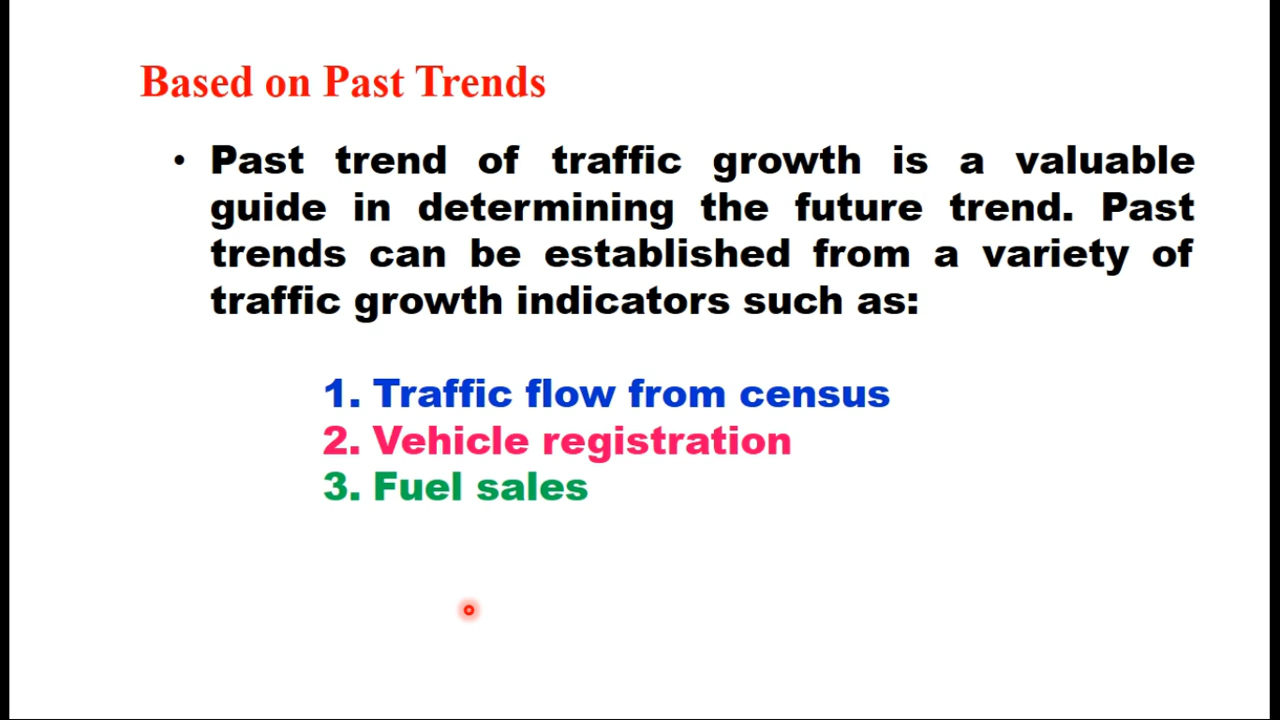 Based on Past Trends
• Past trend of traffic growth is a valuable
guide in determining the future trend. Past
trends can be established from a variety of
traffic growth indicators such as:
1. Traffic flow from census
2. Vehicle registration
3. Fuel sales